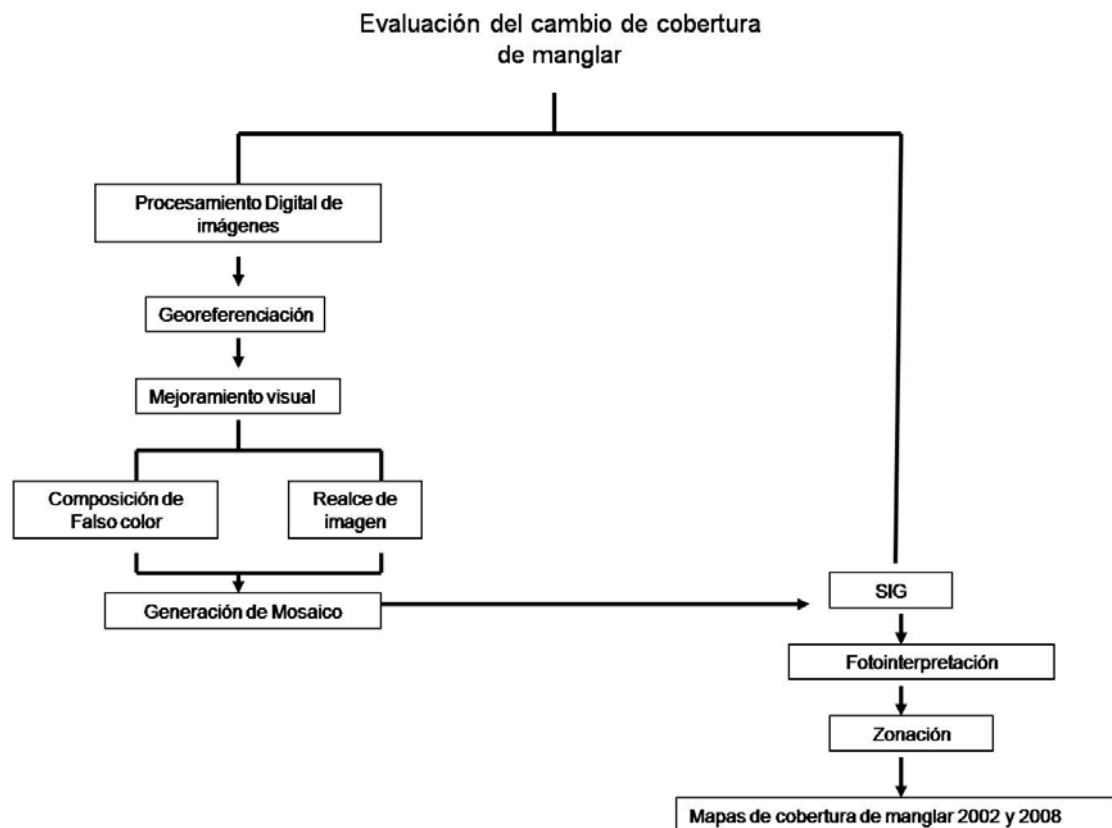 Evaluación del cambio de cobertura
de manglar
Procesamiento Digital de
imágenes
Georeferenciación
Mejoramiento visual
Composición de
Falso color
Realce de
imagen
Generación de Mosaico
SIG
Fotointerpretación
Zonación
Mapas de cobertura de manglar 2002 y 2008